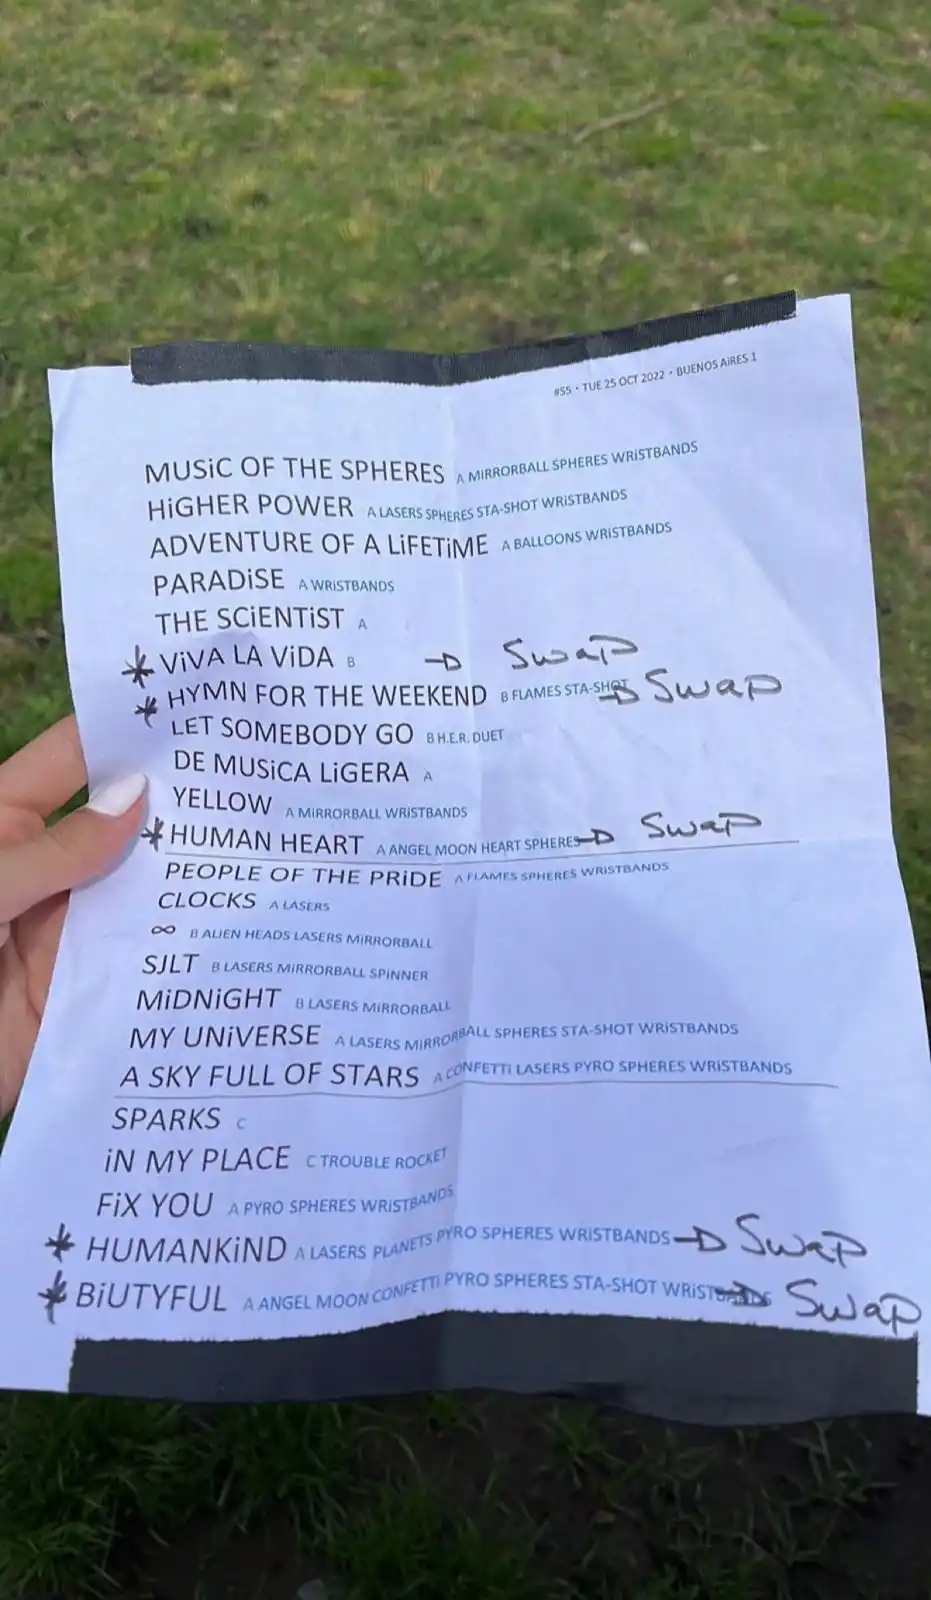 #55 · TUE 25 OCT 2022 · BUENOS AiRES 1
MUSiC OF THE SPHERES A MiRRORBALL SPHERES WRiSTBANDS
HiGHER POWER A LASERS SPHERES STA-SHOT WRiSTBANDS
ADVENTURE OF A LiFETiME A BALLOONS WRiSTBANDS
PARADiSE A WRiSTBANDS
THE SCiENTiST A
* ViVA LA ViDA B → Swap
* HYMN FOR THE WEEKEND B FLAMES STA-SHOT → Swap
LET SOMEBODY GO B H.E.R. DUET
DE MUSiCA LiGERA A
YELLOW A MiRRORBALL WRiSTBANDS
* HUMAN HEART A ANGEL MOON HEART SPHERES → Swap
PEOPLE OF THE PRiDE A FLAMES SPHERES WRiSTBANDS
CLOCKS A LASERS
∞ B ALiEN HEADS LASERS MiRRORBALL
SJLT B LASERS MiRRORBALL SPiNNER
MiDNiGHT B LASERS MiRRORBALL
MY UNiVERSE A LASERS MiRRORBALL SPHERES STA-SHOT WRiSTBANDS
A SKY FULL OF STARS A CONFETTi LASERS PYRO SPHERES WRiSTBANDS
SPARKS C
iN MY PLACE C TROUBLE ROCKET
FiX YOU A PYRO SPHERES WRiSTBANDS
* HUMANKiND A LASERS PLANETS PYRO SPHERES WRiSTBANDS → Swap
* BiUTYFUL A ANGEL MOON CONFETTi PYRO SPHERES STA-SHOT WRiSTBANDS → Swap